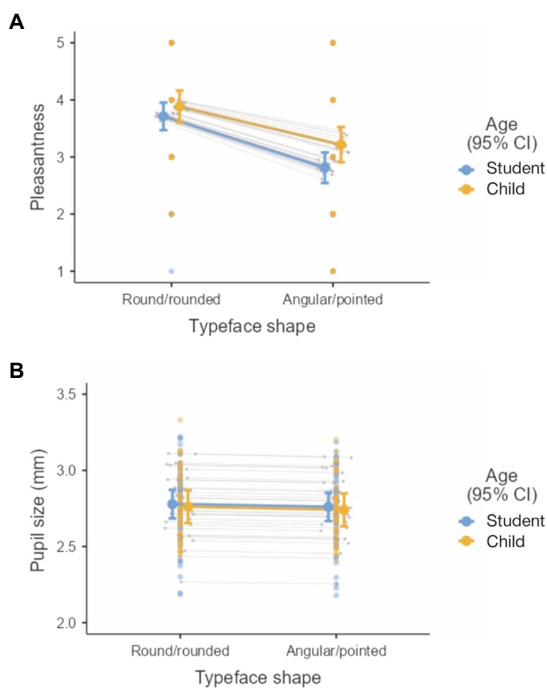 A
5
4
3
2
1
Pleasantness
Round/rounded
Angular/pointed
Typeface shape
Age
(95% CI)
Student
Child
B
3.5
3.0
2.5
2.0
Pupil size (mm)
Round/rounded
Angular/pointed
Typeface shape
Age
(95% CI)
Student
Child